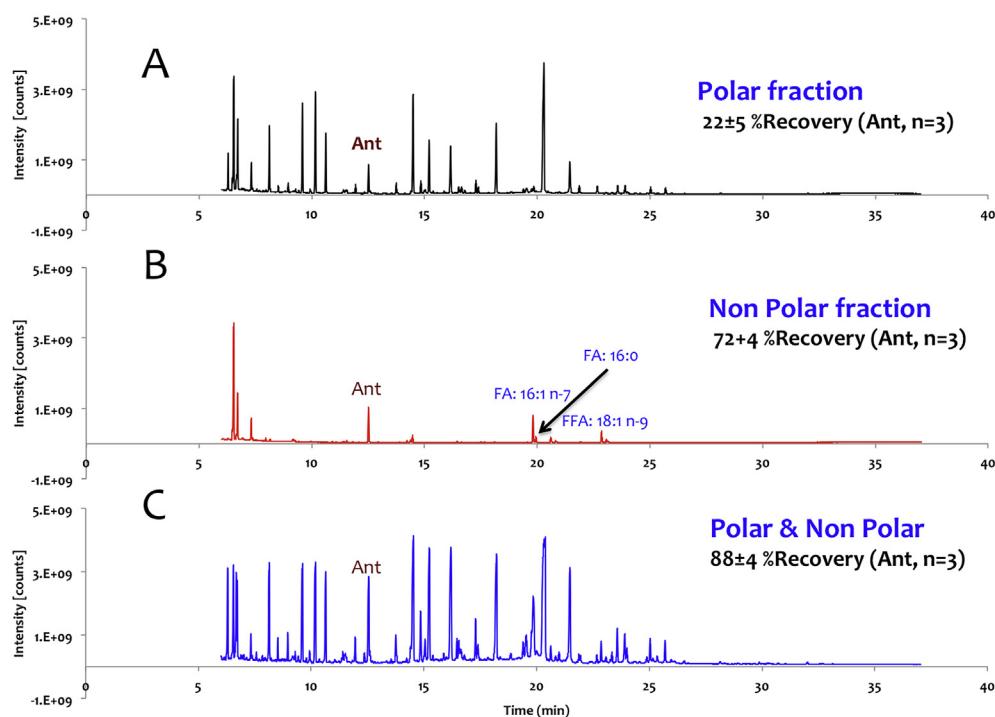 5.E+09
3.E+09
1.E+09
-1.E+09
Intensity [counts]
A
Polar fraction
22±5 %Recovery (Ant, n=3)
Ant
0 5 10 15 20 25 30 35 40
5.E+09
3.E+09
1.E+09
-1.E+09
Intensity [counts]
B
Non Polar fraction
72+4 %Recovery (Ant, n=3)
FA: 16:0
Ant
FA: 16:1 n-7
FFA: 18:1 n-9
0 5 10 15 20 25 30 35 40
5.E+09
3.E+09
1.E+09
-1.E+09
Intensity [counts]
C
Polar & Non Polar
88±4 %Recovery (Ant, n=3)
Ant
0 5 10 15 20 25 30 35 40
Time (min)